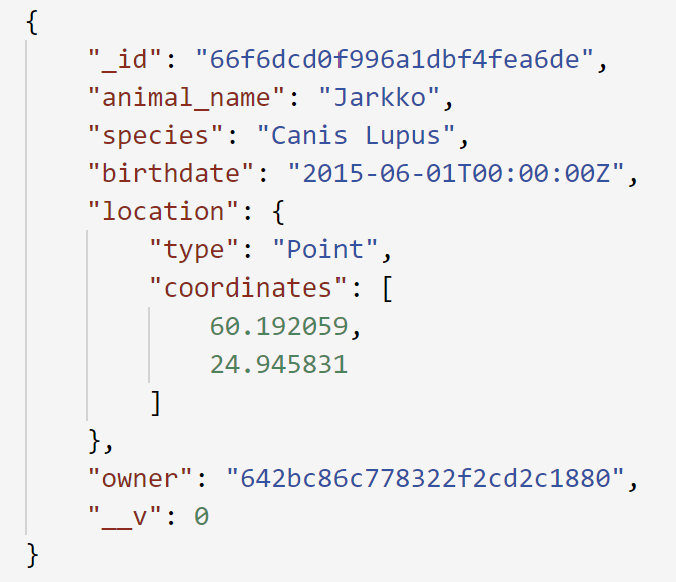 {
    "_id": "66f6dcd0f996a1dbf4fea6de",
    "animal_name": "Jarkko",
    "species": "Canis Lupus",
    "birthdate": "2015-06-01T00:00:00Z",
    "location": {
        "type": "Point",
        "coordinates": [
            60.192059,
            24.945831
        ]
    },
    "owner": "642bc86c778322f2cd2c1880",
    "__v": 0
}